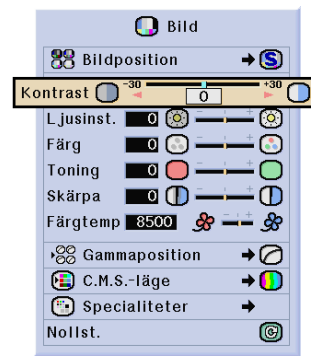 Bild
Bildposition S
Kontrast -30 0 +30
Ljusinst. 0
Färg 0
Toning 0
Skärpa 0
Färgtemp 8500
Gammaposition
C.M.S.-läge
Specialiteter
Nollst.